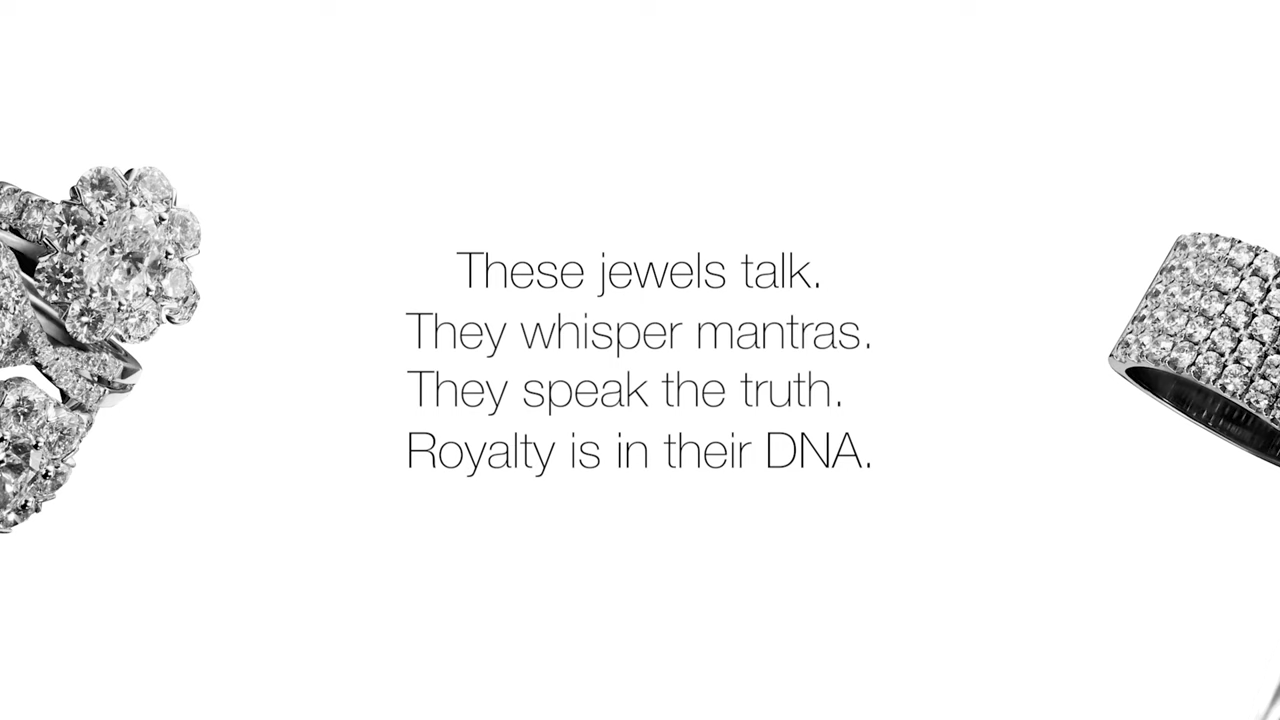 These jewels talk.
They whisper mantras.
They speak the truth.
Royalty is in their DNA.